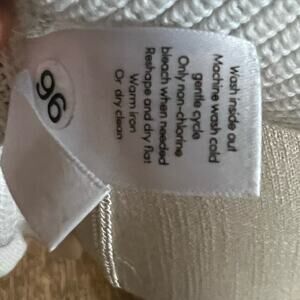 Wash inside out
Machine wash cold
gentle cycle
Only non-chlorine
bleach when needed
Reshape and dry flat
Warm iron
Or dry clean
96